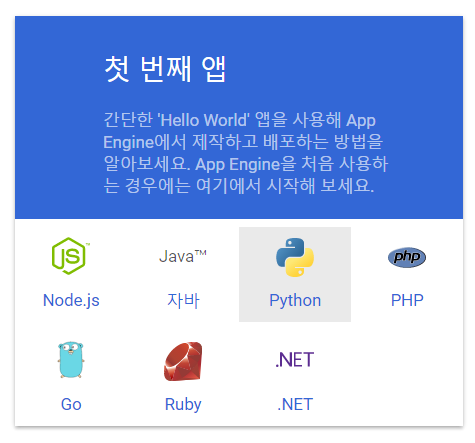 첫 번째 앱
간단한 'Hello World' 앱을 사용해 App
Engine에서 제작하고 배포하는 방법을
알아보세요. App Engine을 처음 사용하
는 경우에는 여기에서 시작해 보세요.
JS™ Java™ php
Node.js 자바 Python PHP
.NET
Go Ruby .NET